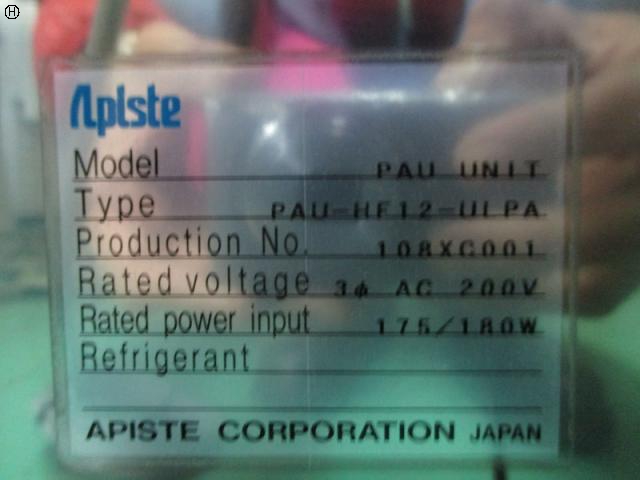 H
Apiste
Model PAU UNIT
Type PAU-HF12-ULPA
Production No. 108XC001
Rated voltage 3φ AC 200V
Rated power input 175/180W
Refrigerant
APISTE CORPORATION JAPAN